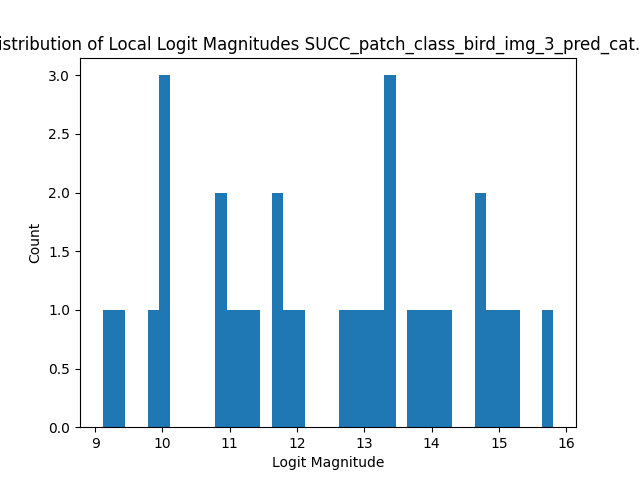 istribution of Local Logit Magnitudes SUCC_patch_class_bird_img_3_pred_cat.
3.0
2.5
2.0
1.5
1.0
0.5
0.0
Count
9 10 11 12 13 14 15 16
Logit Magnitude